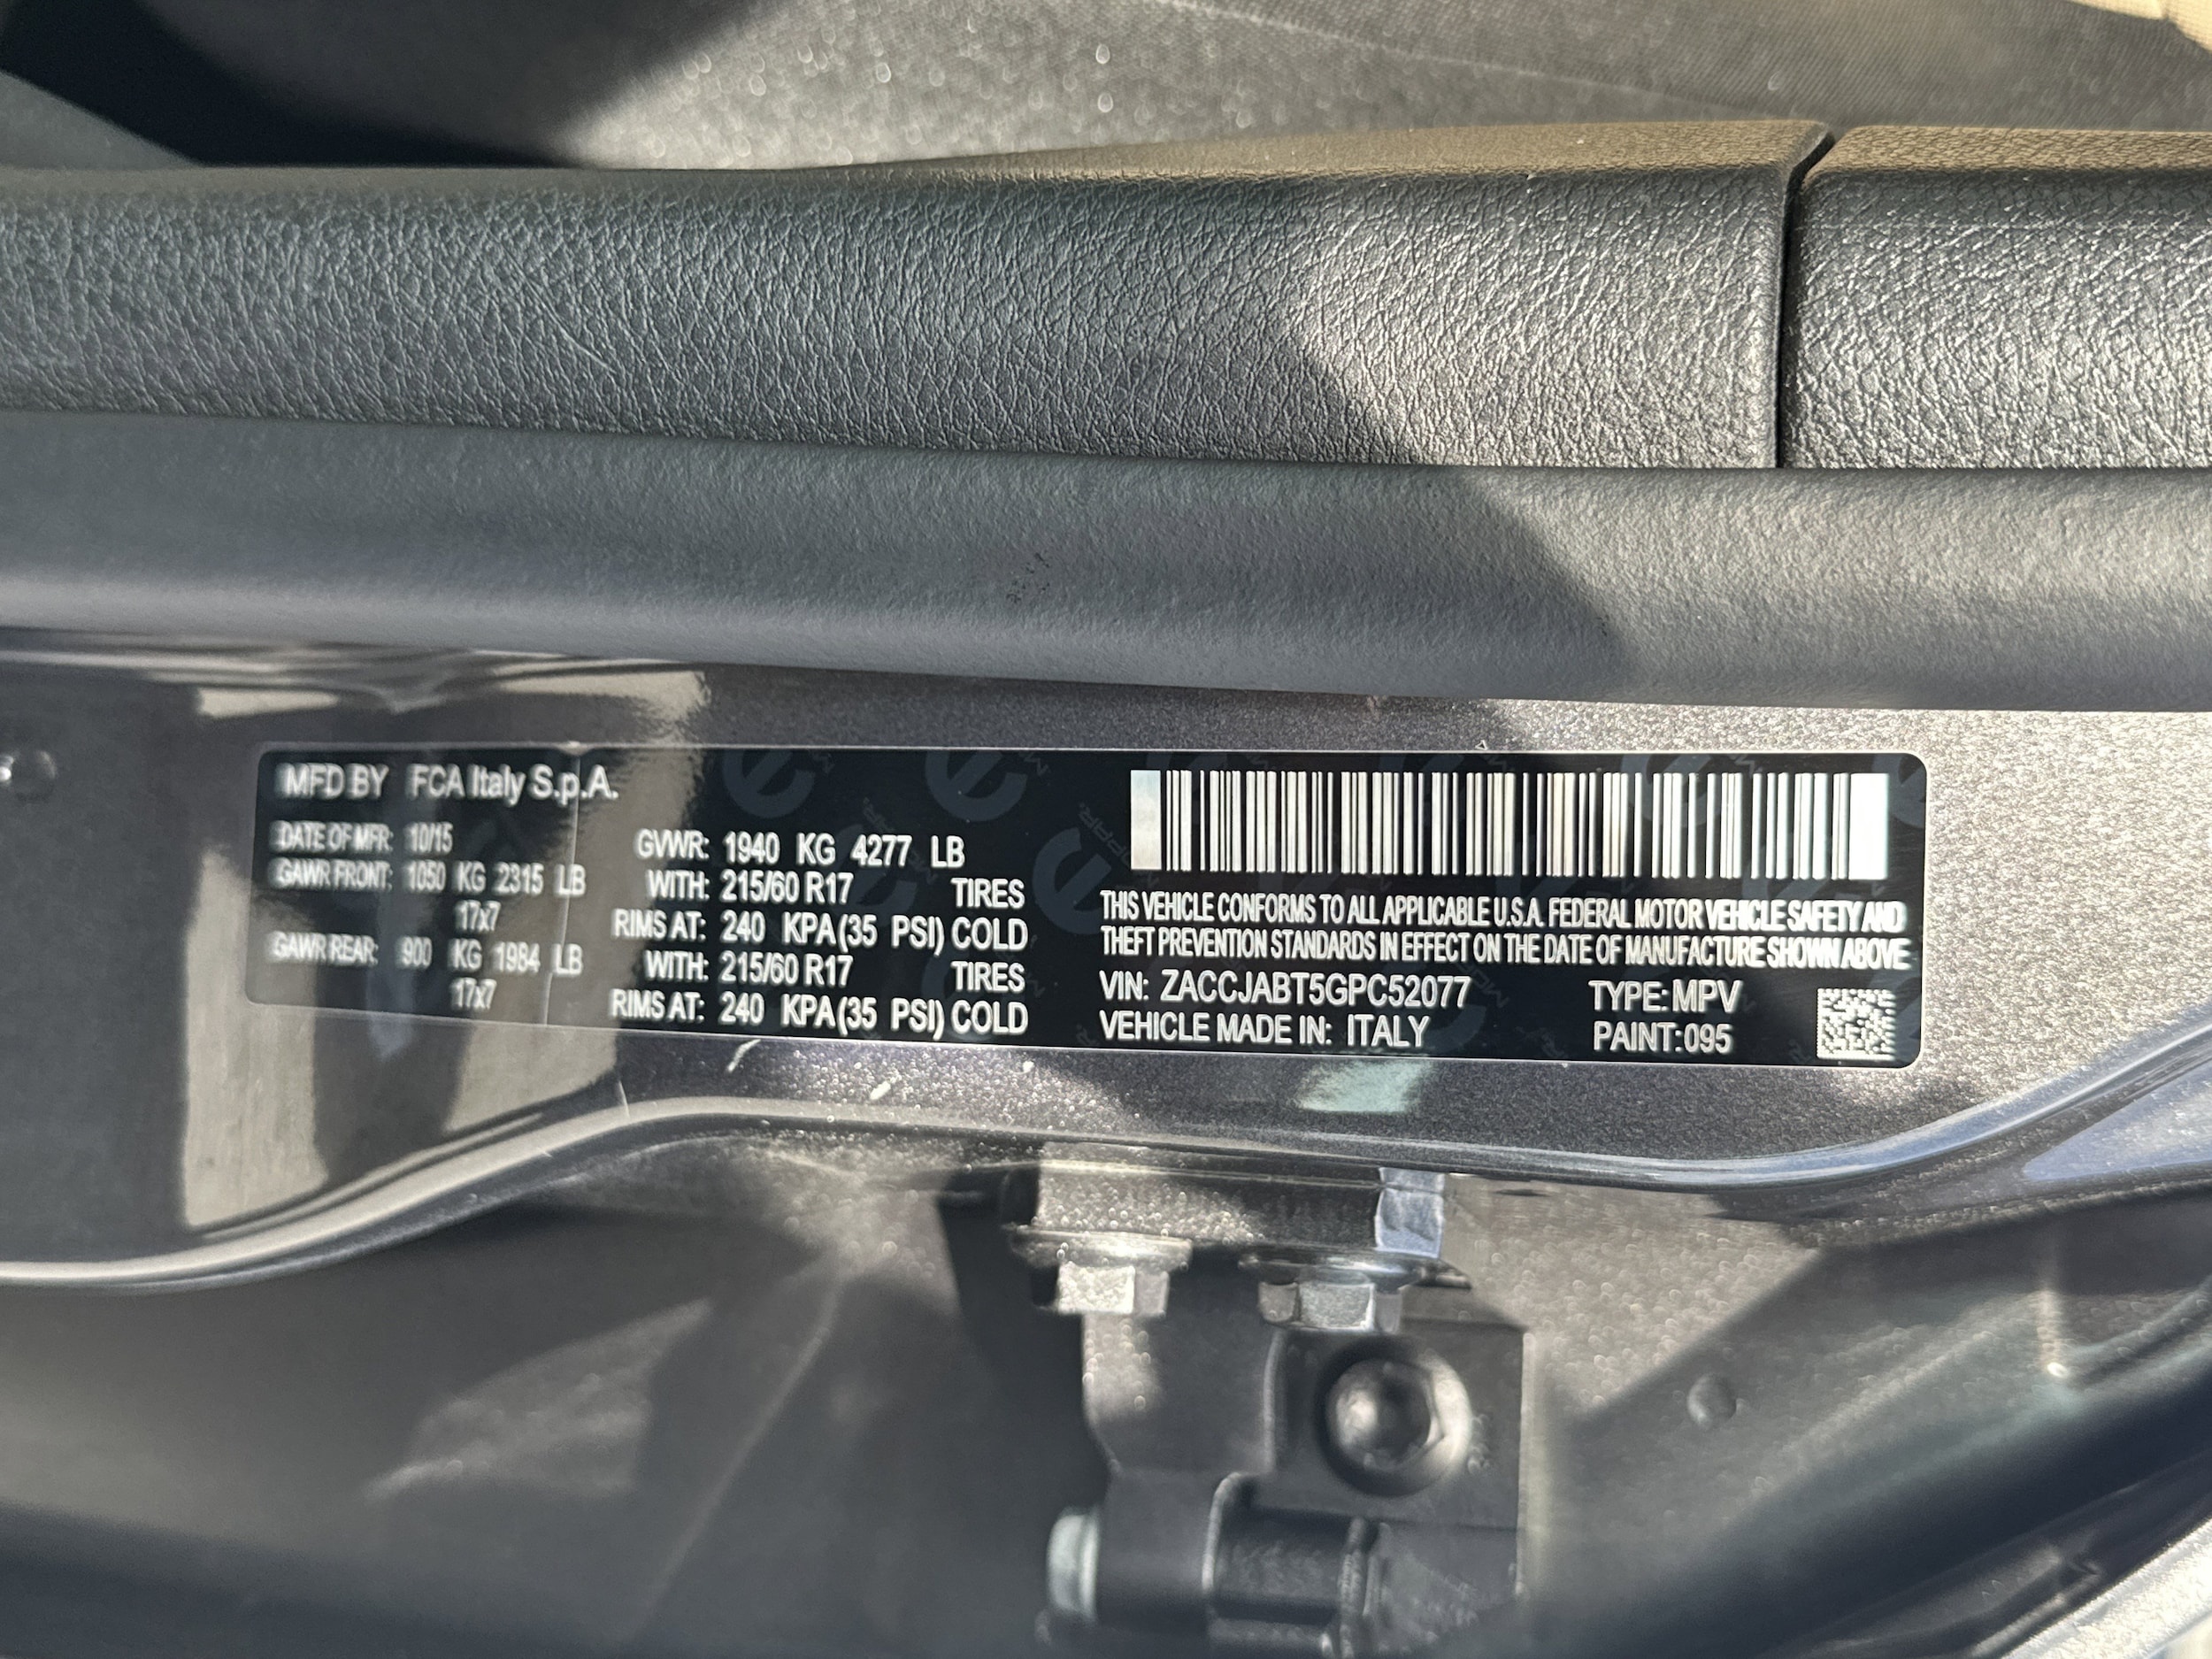 MFD BY FCA Italy S.p.A.
DATE OF MFR: 10/15
GAWR FRONT: 1050 KG 2315 LB
17x7
GAWR REAR: 900 KG 1984 LB
17x7
GVWR: 1940 KG 4277 LB
WITH: 215/60 R17 TIRES
RIMS AT: 240 KPA(35 PSI) COLD
WITH: 215/60 R17 TIRES
RIMS AT: 240 KPA(35 PSI) COLD
THIS VEHICLE CONFORMS TO ALL APPLICABLE U.S.A. FEDERAL MOTOR VEHICLE SAFETY AND
THEFT PREVENTION STANDARDS IN EFFECT ON THE DATE OF MANUFACTURE SHOWN ABOVE
VIN: ZACCJABT5GPC52077 TYPE: MPV
VEHICLE MADE IN: ITALY PAINT: 095